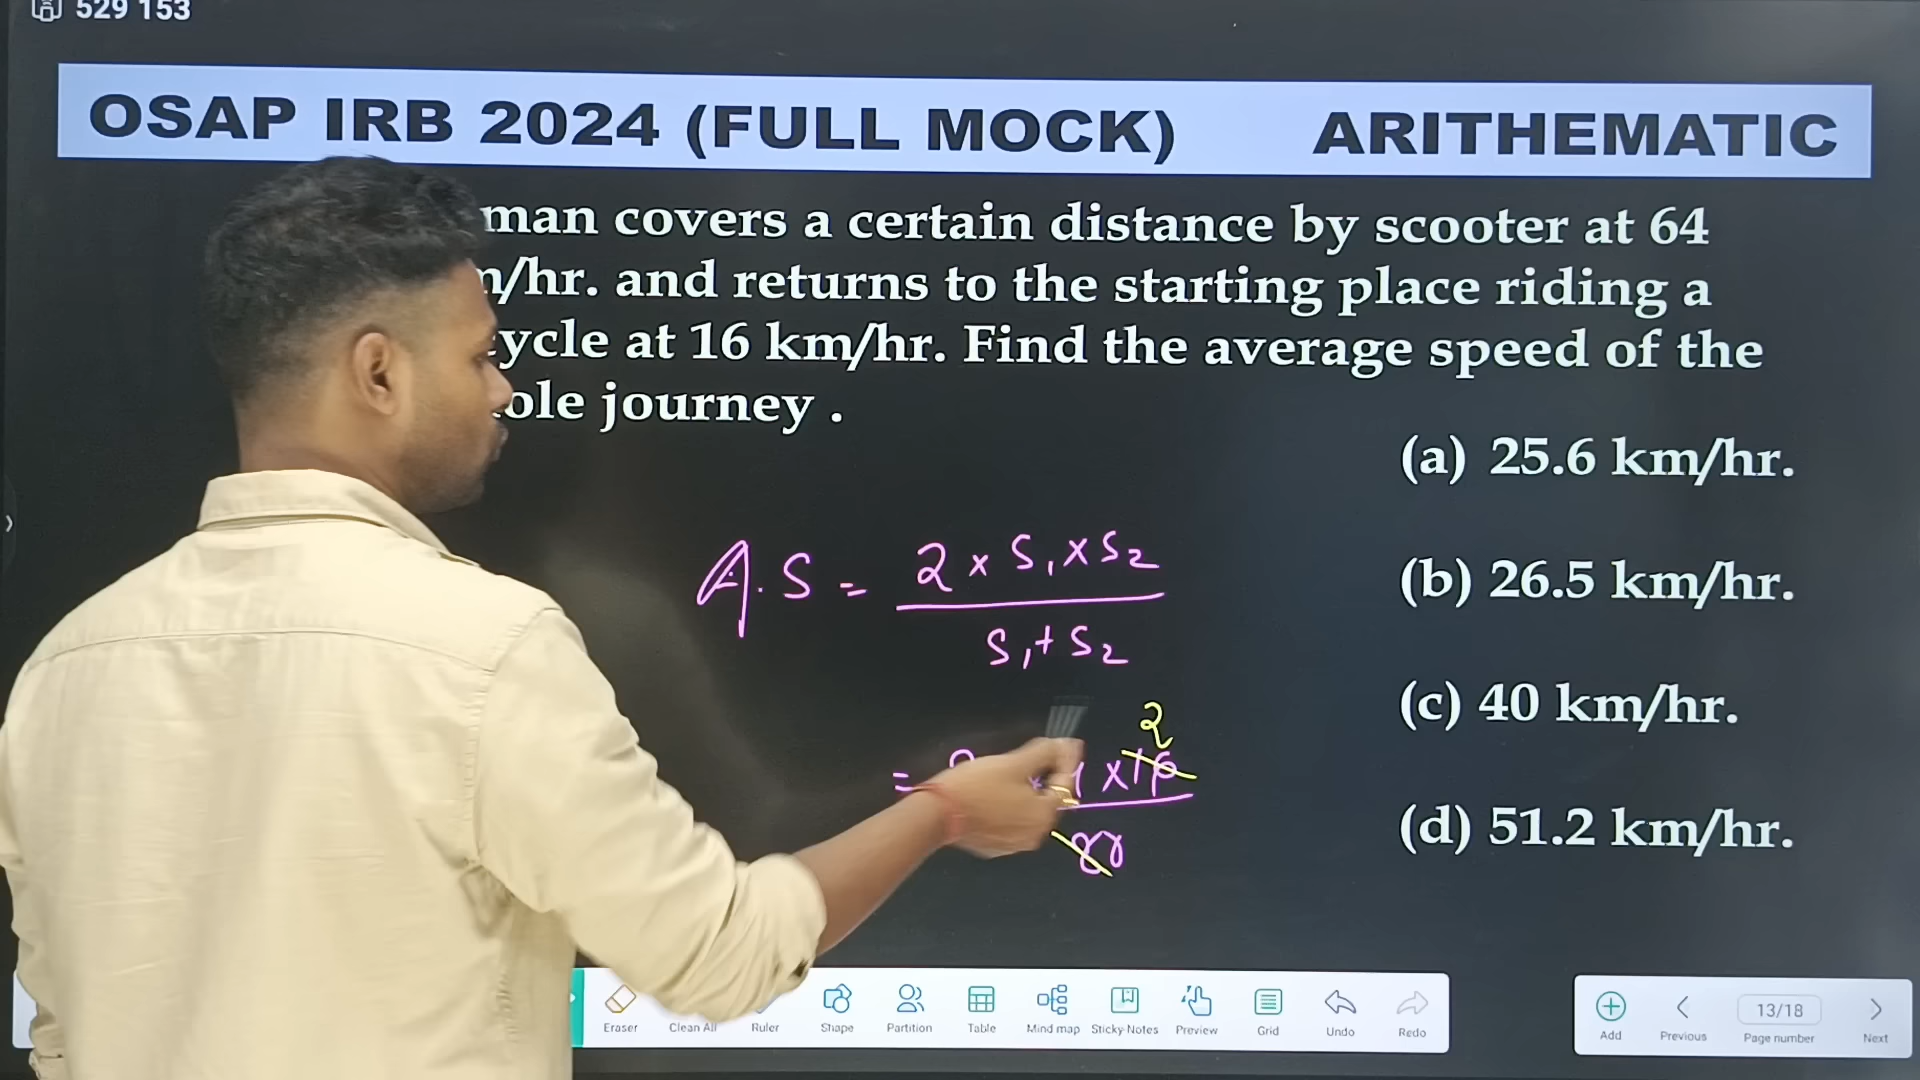 529 153
OSAP IRB 2024 (FULL MOCK) ARITHEMATIC
man covers a certain distance by scooter at 64
/hr. and returns to the starting place riding a
ycle at 16 km/hr. Find the average speed of the
ole journey .
(a) 25.6 km/hr.
(b) 26.5 km/hr.
(c) 40 km/hr.
(d) 51.2 km/hr.
A.S = 2 × S₁ × S₂
S₁ + S₂
2
= × 16
80
Eraser Clean All Ruler Shape Partition Table Mind map Sticky Notes Preview Grid Undo Redo
13/18
Add Previous Page number Next